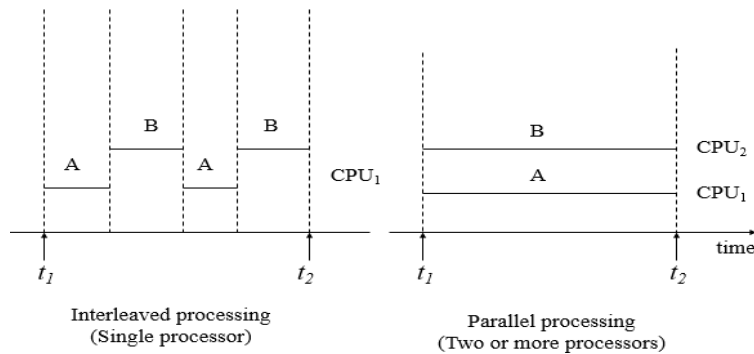 B
B
A
A
CPU1
t1
t2
Interleaved processing
(Single processor)
B
CPU2
A
CPU1
time
t1
t2
Parallel processing
(Two or more processors)